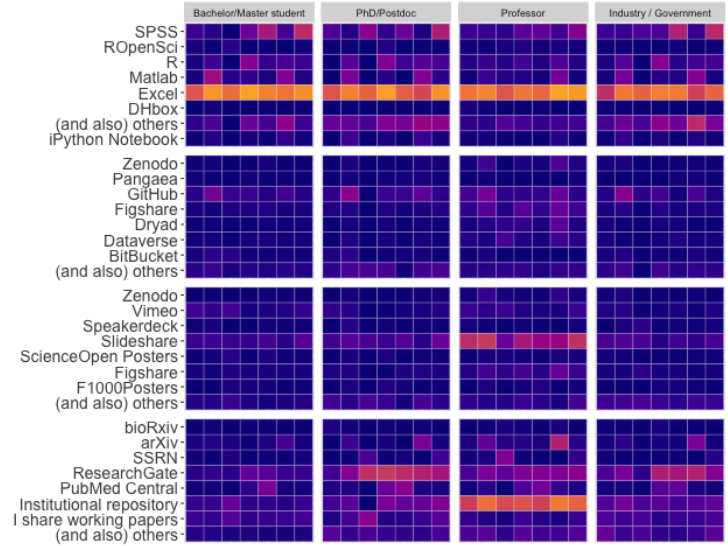 Bachelor/Master student
PhD/Postdoc
Professor
Industry / Government
SPSS
ROpenSci
R
Matlab
Excel
DHbox
(and also) others
iPython Notebook
Zenodo
Pangaea
GitHub
Figshare
Dryad
Dataverse
BitBucket
(and also) others
Zenodo
Vimeo
Speakerdeck
Slideshare
ScienceOpen Posters
Figshare
F1000Posters
(and also) others
bioRxiv
arXiv
SSRN
ResearchGate
PubMed Central
Institutional repository
I share working papers
(and also) others